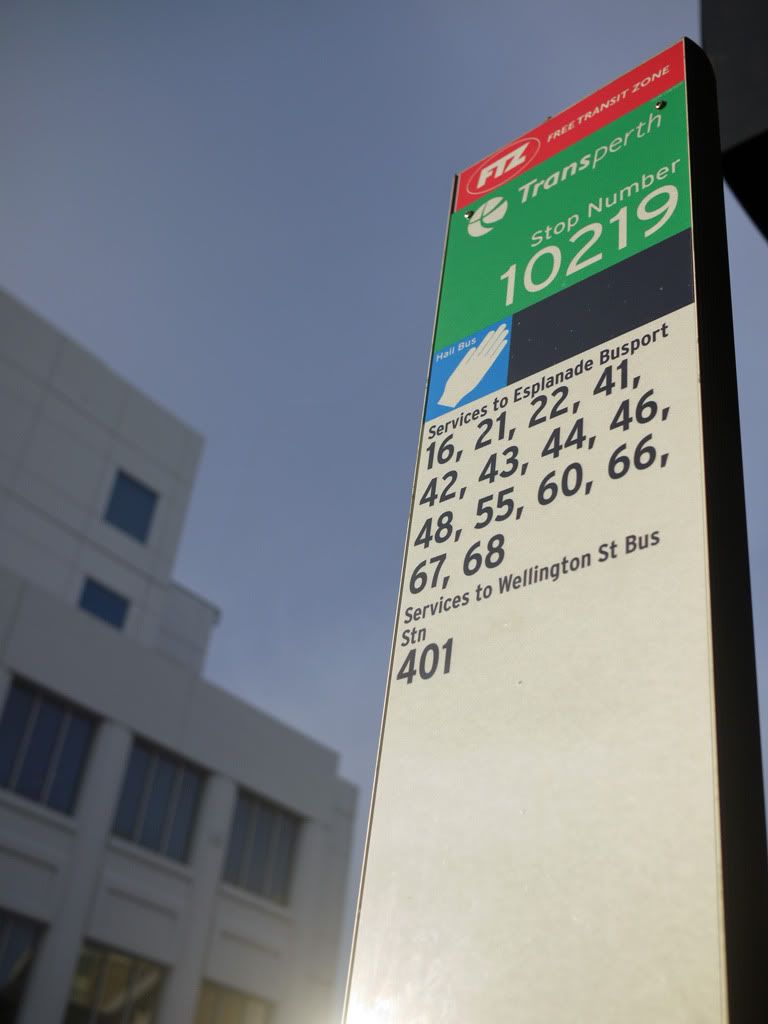 FTZ FREE TRANSIT ZONE
Transperth
Stop Number
10219
Hail Bus
Services to Esplanade Busport
16, 21, 22, 41,
42, 43, 44, 46,
48, 55, 60, 66,
67, 68
Services to Wellington St Bus
Stn
401